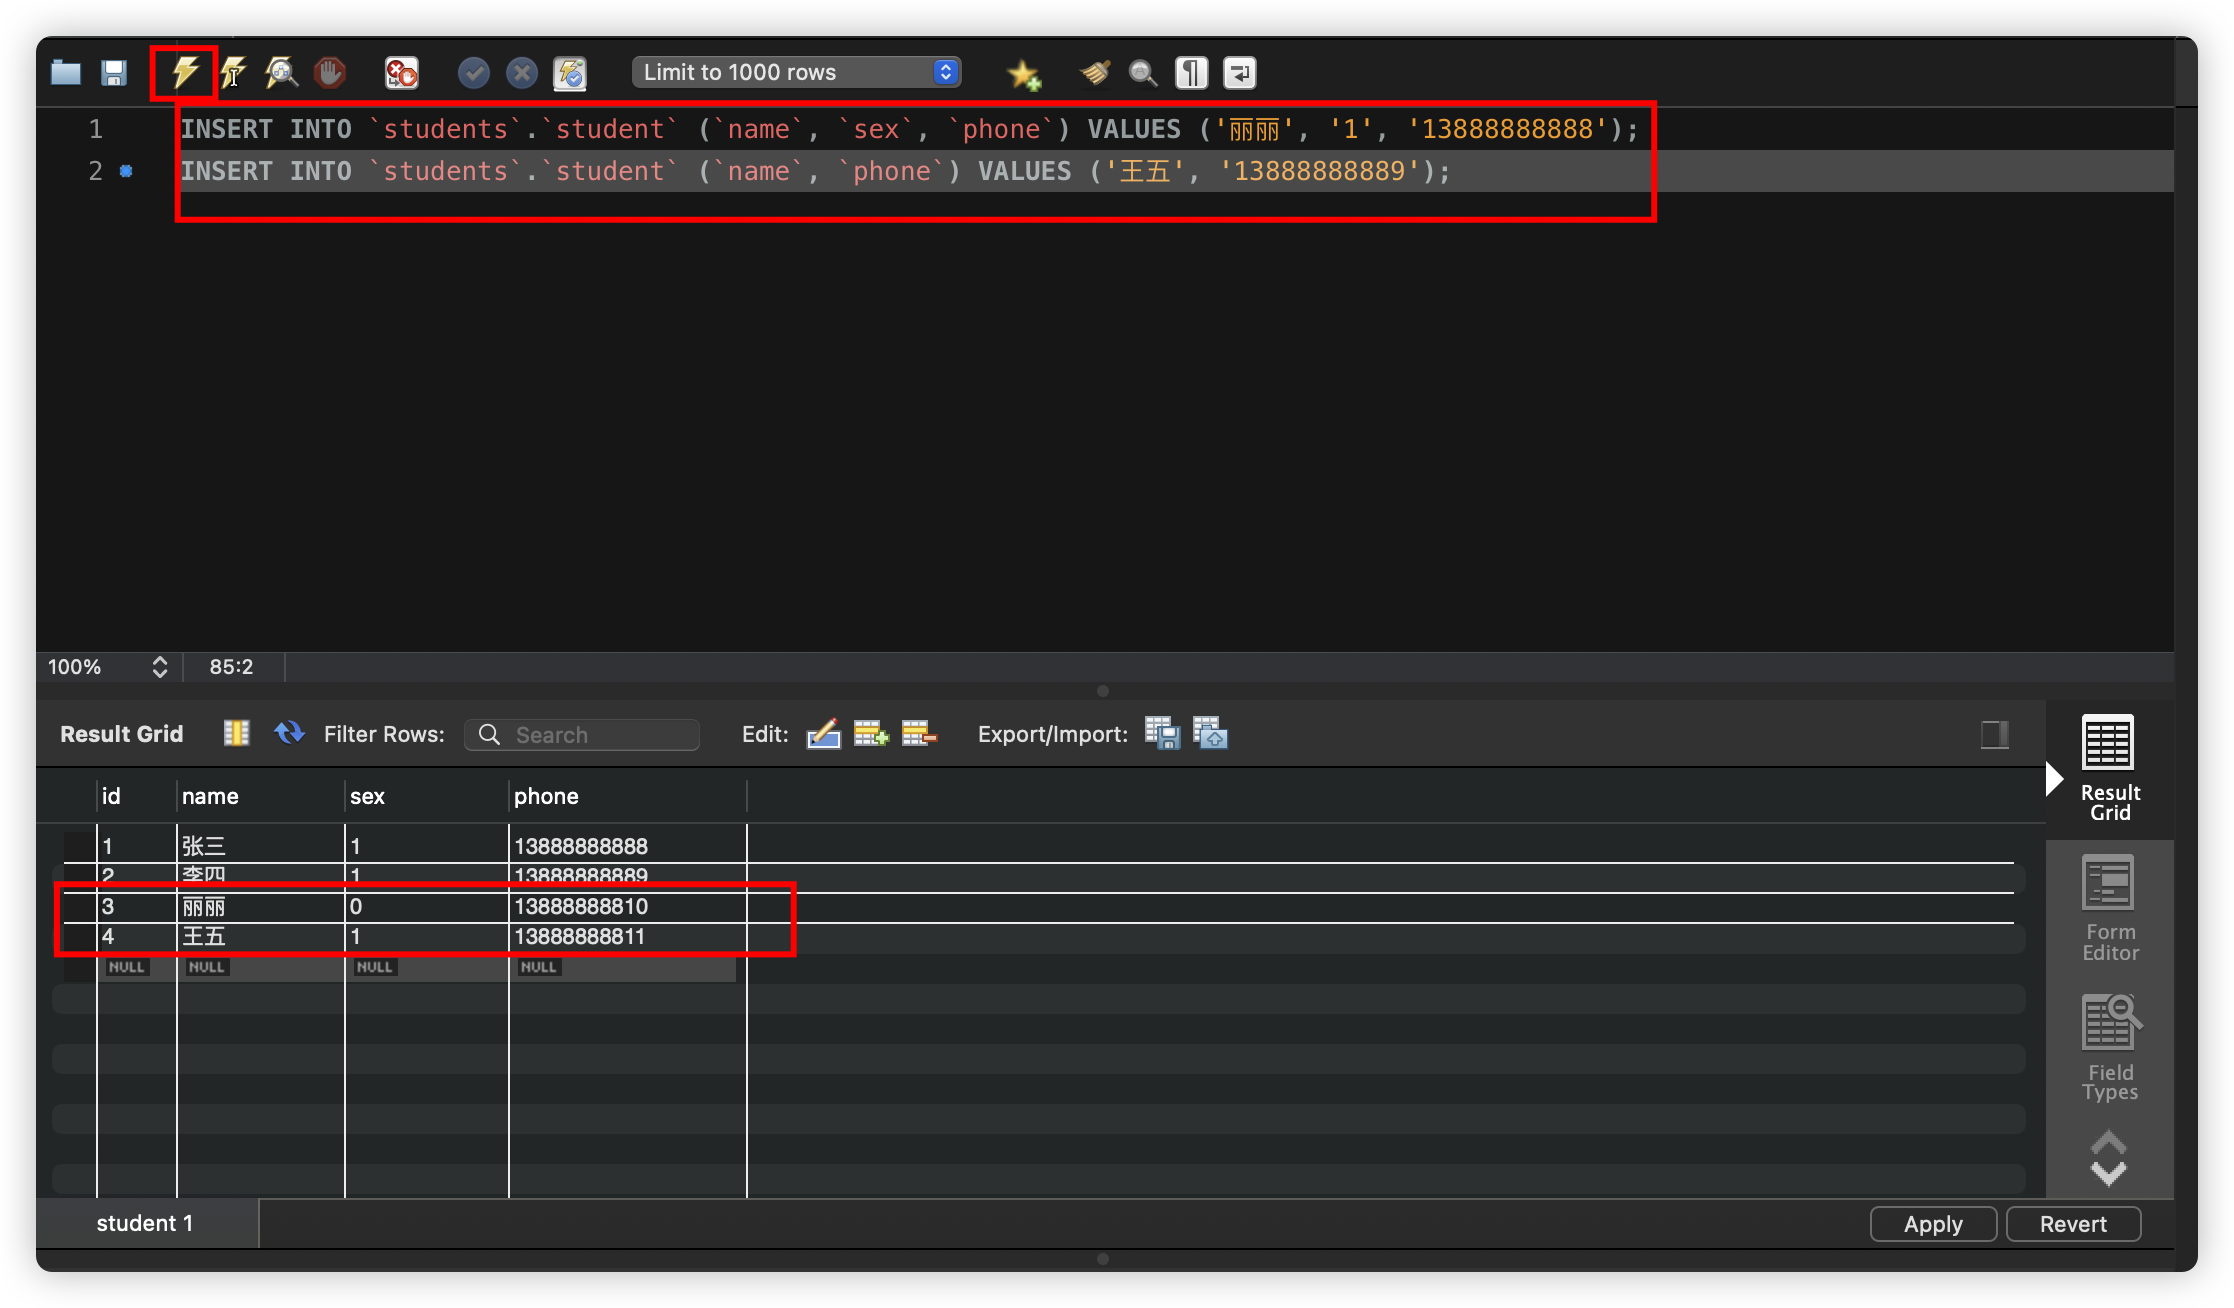 Limit to 1000 rows
1 INSERT INTO `students`.`student` (`name`, `sex`, `phone`) VALUES ('丽丽', '1', '13888888888');
2 INSERT INTO `students`.`student` (`name`, `phone`) VALUES ('王五', '13888888889');
100% 85:2
Result Grid Filter Rows: Search Edit: Export/Import:
id name sex phone
1 张三 1 13888888888
2 李四 1 13888888889
3 丽丽 0 13888888810
4 王五 1 13888888811
NULL NULL NULL NULL
Result
Grid
Form
Editor
Field
Types
student 1 Apply Revert